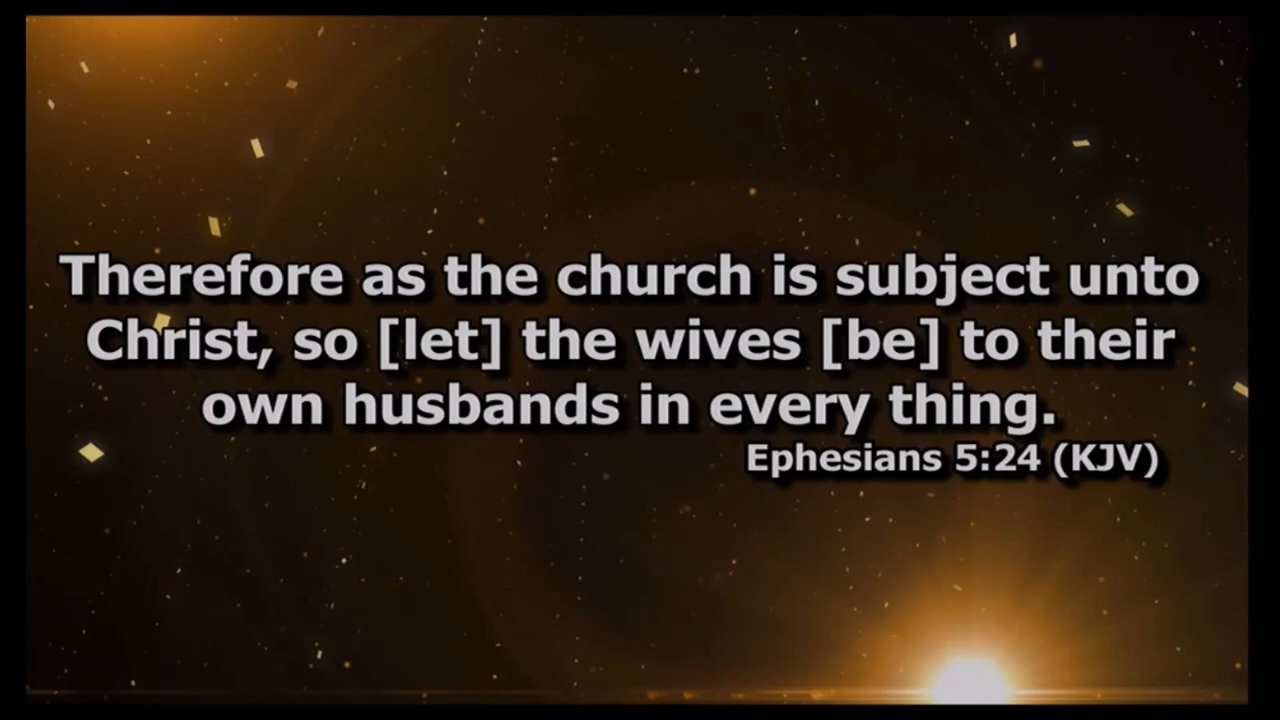 Therefore as the church is subject unto
Christ, so [let] the wives [be] to their
own husbands in every thing.
Ephesians 5:24 (KJV)